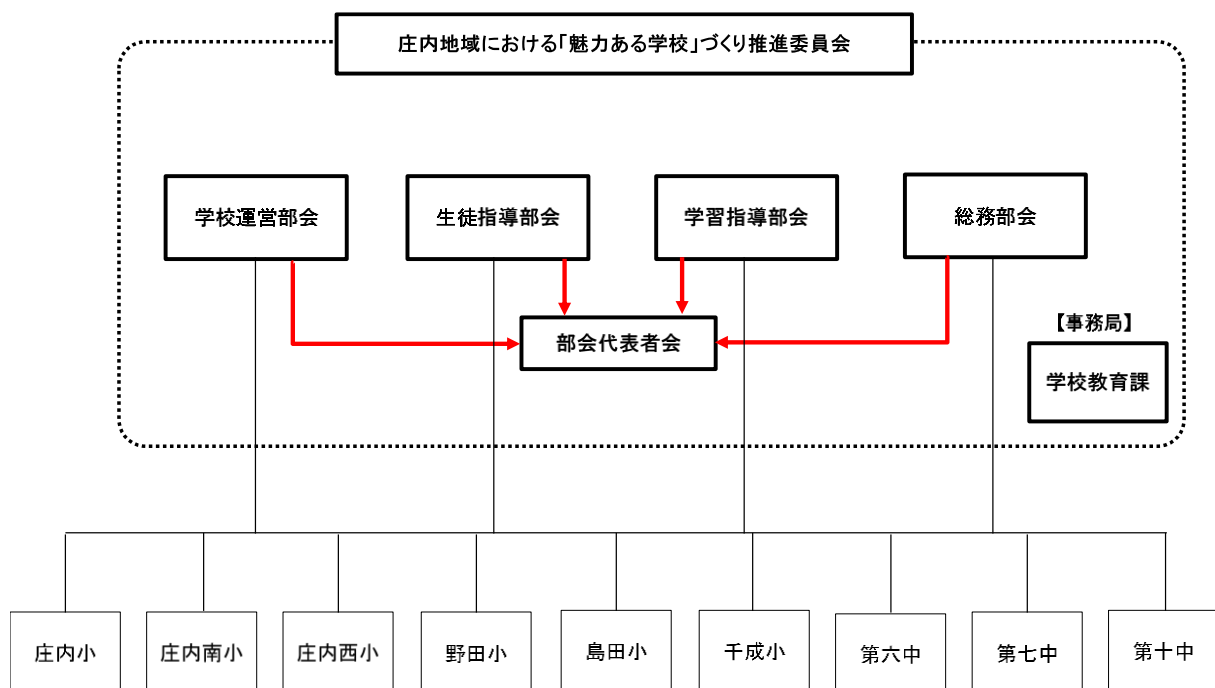 庄内地域における「魅力ある学校」づくり推進委員会
学校運営部会
生徒指導部会
学習指導部会
総務部会
部会代表者会
【事務局】
学校教育課
庄内小
庄内南小
庄内西小
野田小
島田小
千成小
第六中
第七中
第十中